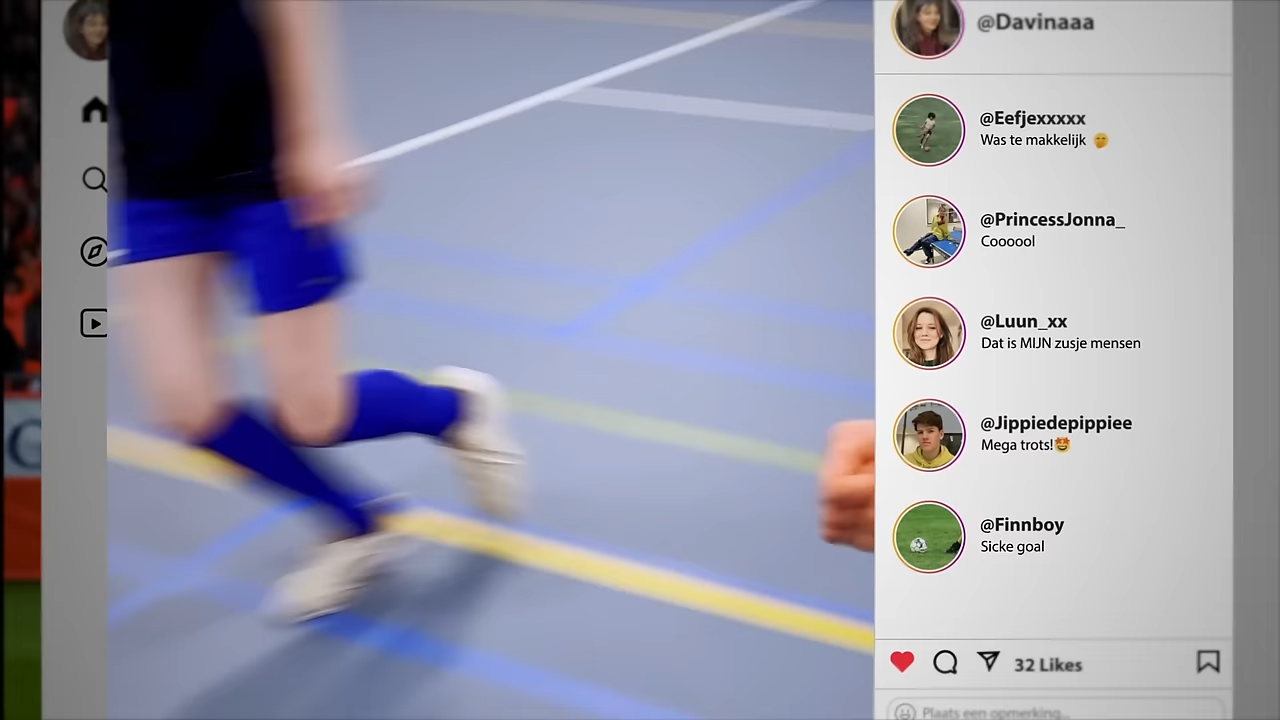 @Davinaaa
@Eefjexxxxx
Was te makkelijk 🤭
@PrincessJonna_
Coooool
@Luun_xx
Dat is MIJN zusje mensen
@Jippiedepippiee
Mega trots!🤩
@Finnboy
Sicke goal
32 Likes
Plaats een opmerking...